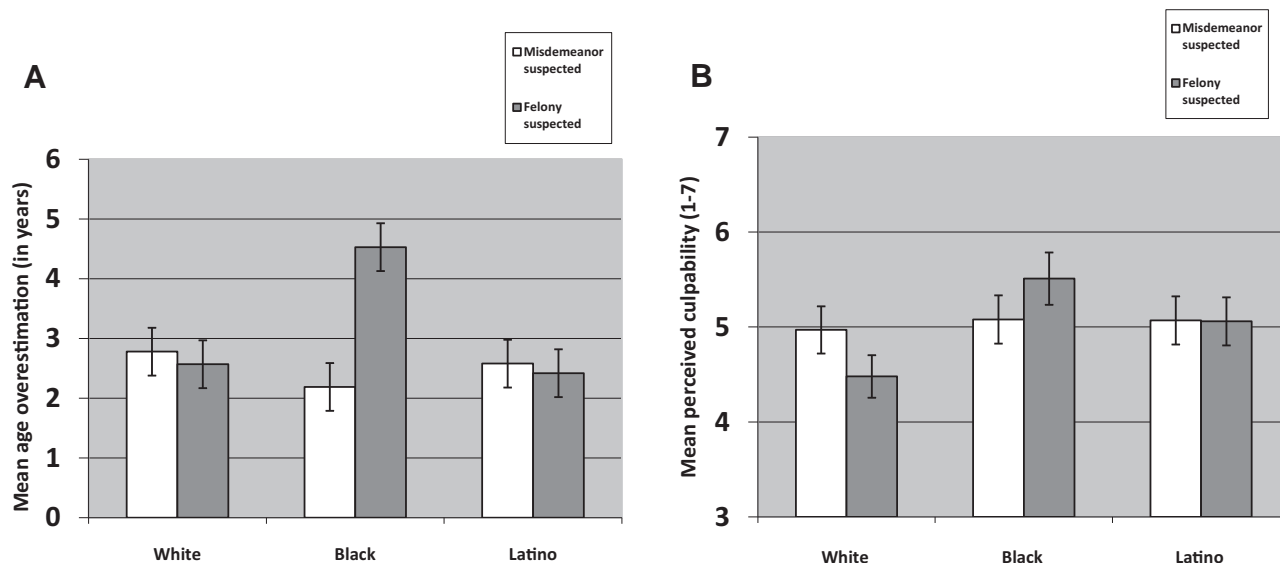 A
Misdemeanor
suspected
Felony
suspected
Mean age overestimation (in years)
6
5
4
3
2
1
0
White Black Latino
B
Misdemeanor
suspected
Felony
suspected
Mean perceived culpability (1-7)
7
6
5
4
3
White Black Latino